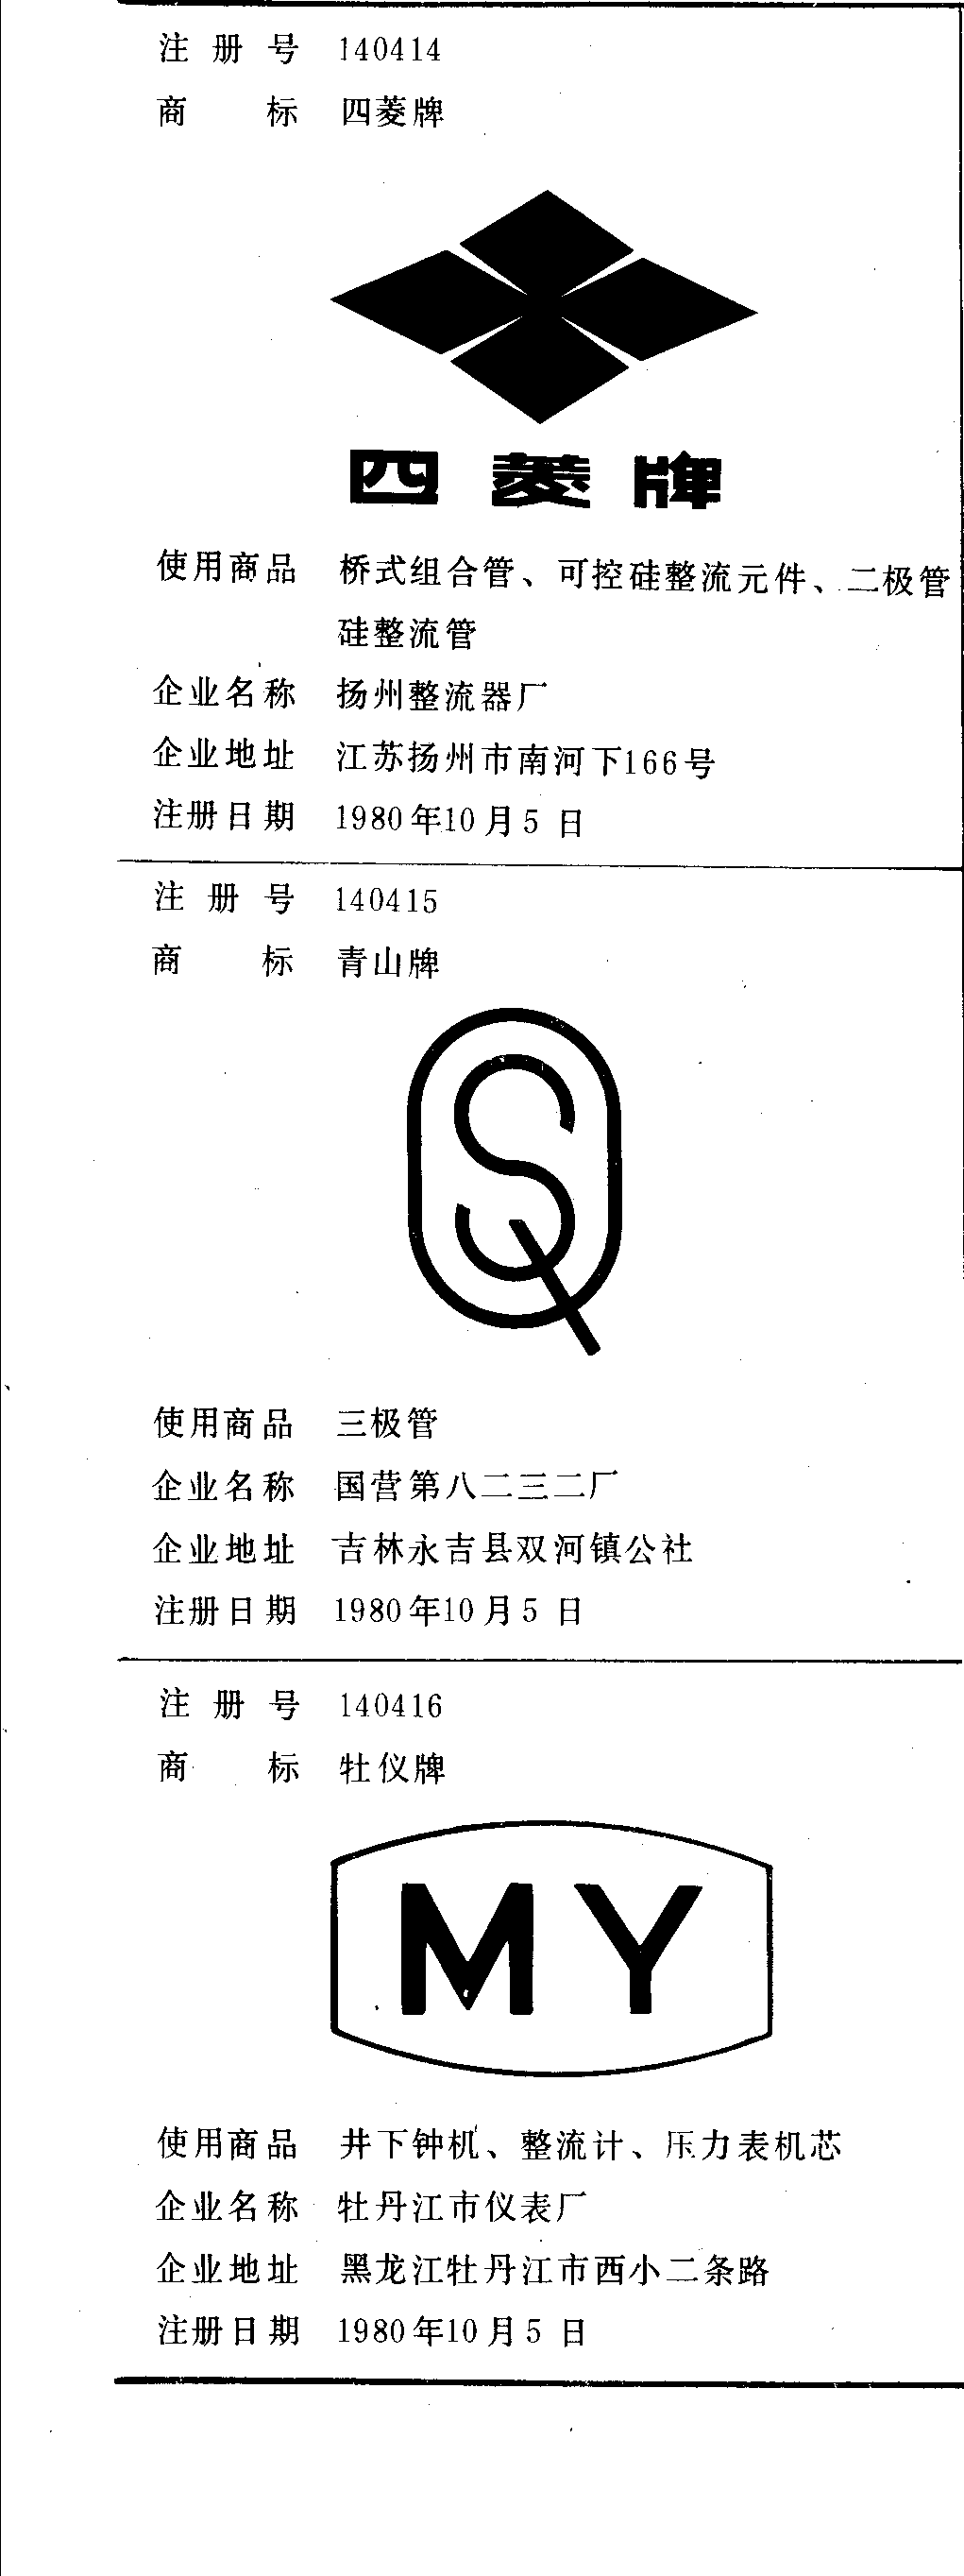 注册号 140414
商标 四菱牌
四菱牌
使用商品 桥式组合管、可控硅整流元件、二极管
硅整流管
企业名称 扬州整流器厂
企业地址 江苏扬州市南河下166号
注册日期 1980年10月5日
注册号 140415
商标 青山牌
QS
使用商品 三极管
企业名称 国营第八二三二厂
企业地址 吉林永吉县双河镇公社
注册日期 1980年10月5日
注册号 140416
商标 牡仪牌
MY
使用商品 井下钟机、整流计、压力表机芯
企业名称 牡丹江市仪表厂
企业地址 黑龙江牡丹江市西小二条路
注册日期 1980年10月5日